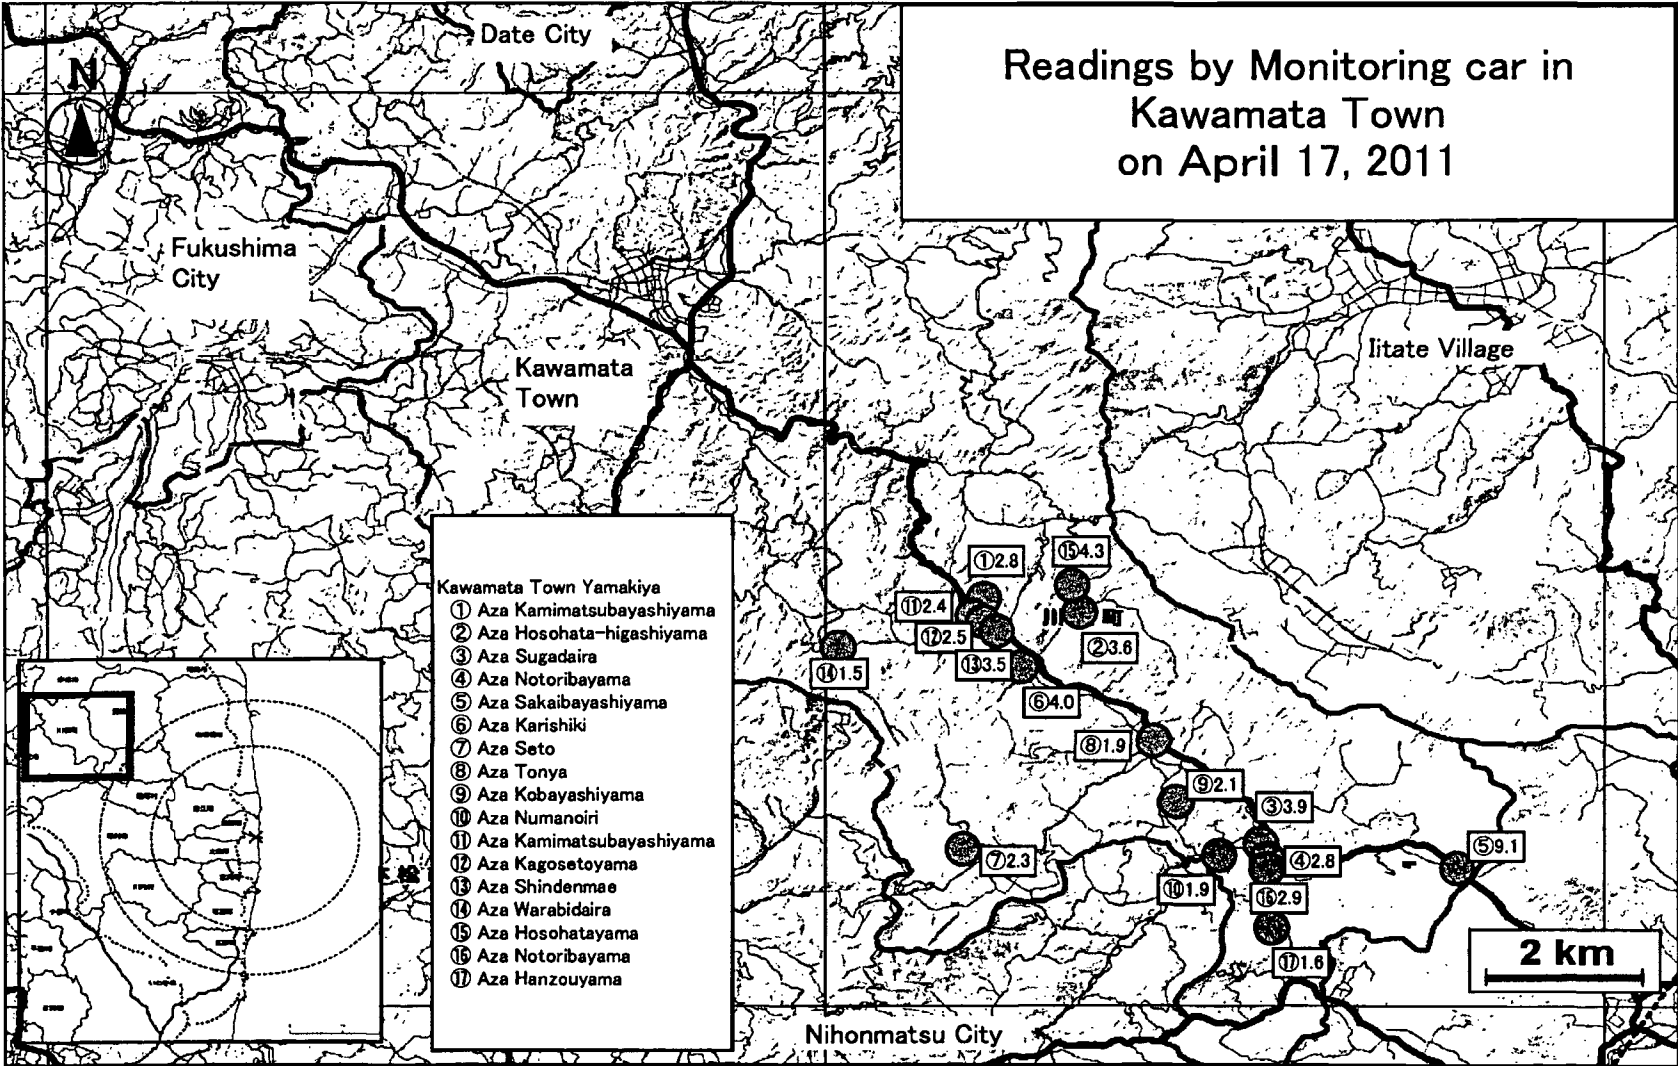 Date City
N
Readings by Monitoring car in
Kawamata Town
on April 17, 2011
Fukushima
City
Kawamata
Town
Iitate Village
①2.8
⑮4.3
⑪2.4
⑫2.5
②3.6
⑬3.5
⑭1.5
⑥4.0
⑧1.9
⑨2.1
③3.9
⑤9.1
⑦2.3
④2.8
⑩1.9
⑯2.9
⑰1.6
Kawamata Town Yamakiya
① Aza Kamimatsubayashiyama
② Aza Hosohata-higashiyama
③ Aza Sugadaira
④ Aza Notoribayama
⑤ Aza Sakaibayashiyama
⑥ Aza Karishiki
⑦ Aza Seto
⑧ Aza Tonya
⑨ Aza Kobayashiyama
⑩ Aza Numanoiri
⑪ Aza Kamimatsubayashiyama
⑫ Aza Kagosetoyama
⑬ Aza Shindenmae
⑭ Aza Warabidaira
⑮ Aza Hosohatayama
⑯ Aza Notoribayama
⑰ Aza Hanzouyama
2 km
Nihonmatsu City